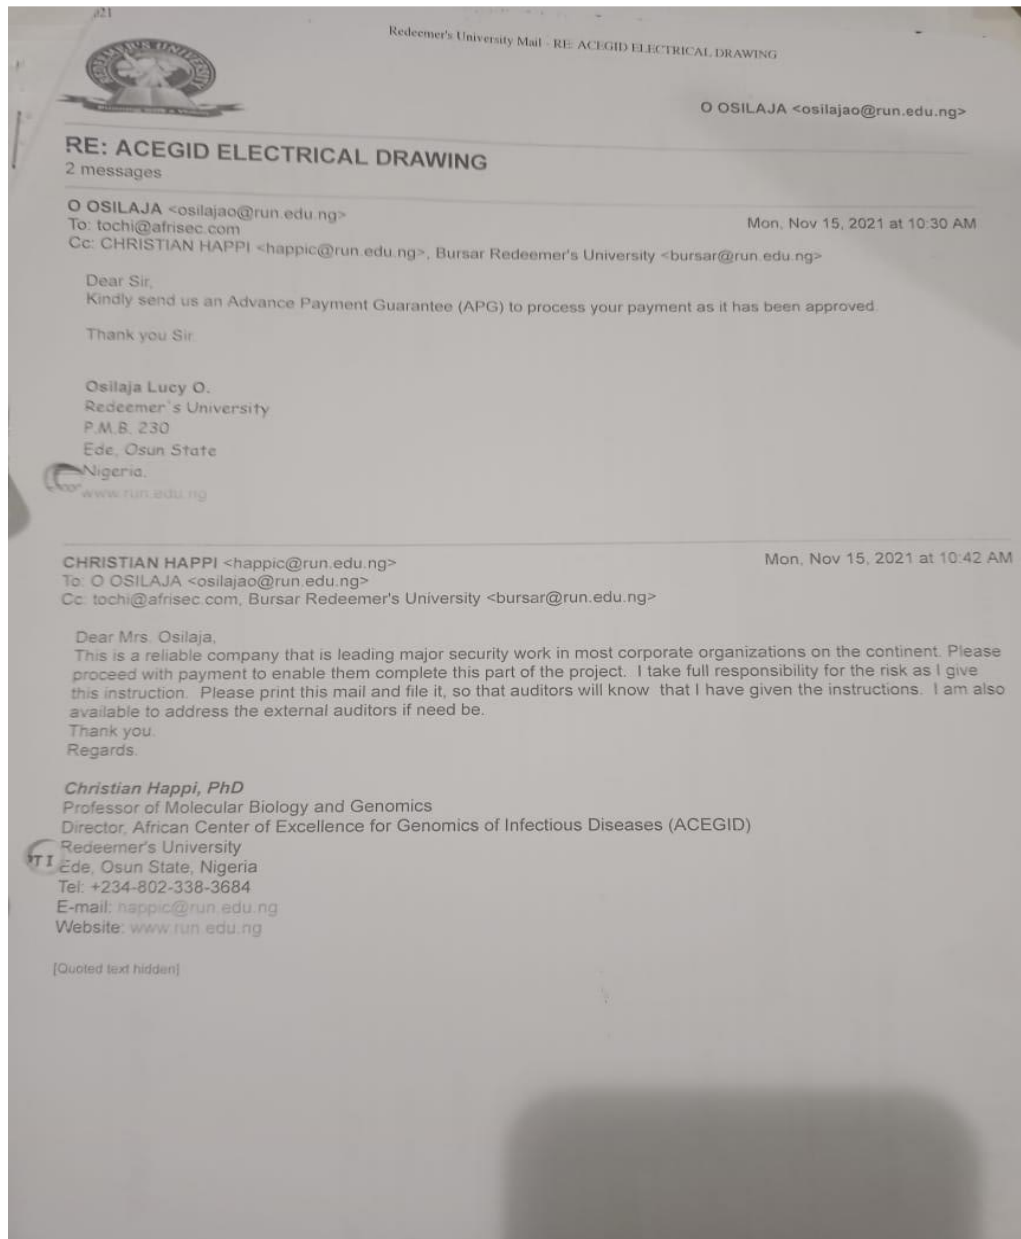 021
Redeemer's University Mail - RE: ACEGID ELECTRICAL DRAWING
REDEEMER'S UNIVERSITY
O OSILAJA <osilajao@run.edu.ng>
RE: ACEGID ELECTRICAL DRAWING
2 messages
O OSILAJA <osilajao@run.edu.ng> Mon, Nov 15, 2021 at 10:30 AM
To: tochi@afrisec.com
Cc: CHRISTIAN HAPPI <happic@run.edu.ng>, Bursar Redeemer's University <bursar@run.edu.ng>
Dear Sir,
Kindly send us an Advance Payment Guarantee (APG) to process your payment as it has been approved.
Thank you Sir.
Osilaja Lucy O.
Redeemer`s University
P.M.B. 230
Ede, Osun State
Nigeria.
www.run.edu.ng
CHRISTIAN HAPPI <happic@run.edu.ng> Mon, Nov 15, 2021 at 10:42 AM
To: O OSILAJA <osilajao@run.edu.ng>
Cc: tochi@afrisec.com, Bursar Redeemer's University <bursar@run.edu.ng>
Dear Mrs. Osilaja,
This is a reliable company that is leading major security work in most corporate organizations on the continent. Please
proceed with payment to enable them complete this part of the project. I take full responsibility for the risk as I give
this instruction. Please print this mail and file it, so that auditors will know that I have given the instructions. I am also
available to address the external auditors if need be.
Thank you.
Regards.
Christian Happi, PhD
Professor of Molecular Biology and Genomics
Director, African Center of Excellence for Genomics of Infectious Diseases (ACEGID)
Redeemer's University
Ede, Osun State, Nigeria
Tel: +234-802-338-3684
E-mail: happic@run.edu.ng
Website: www.run.edu.ng
[Quoted text hidden]